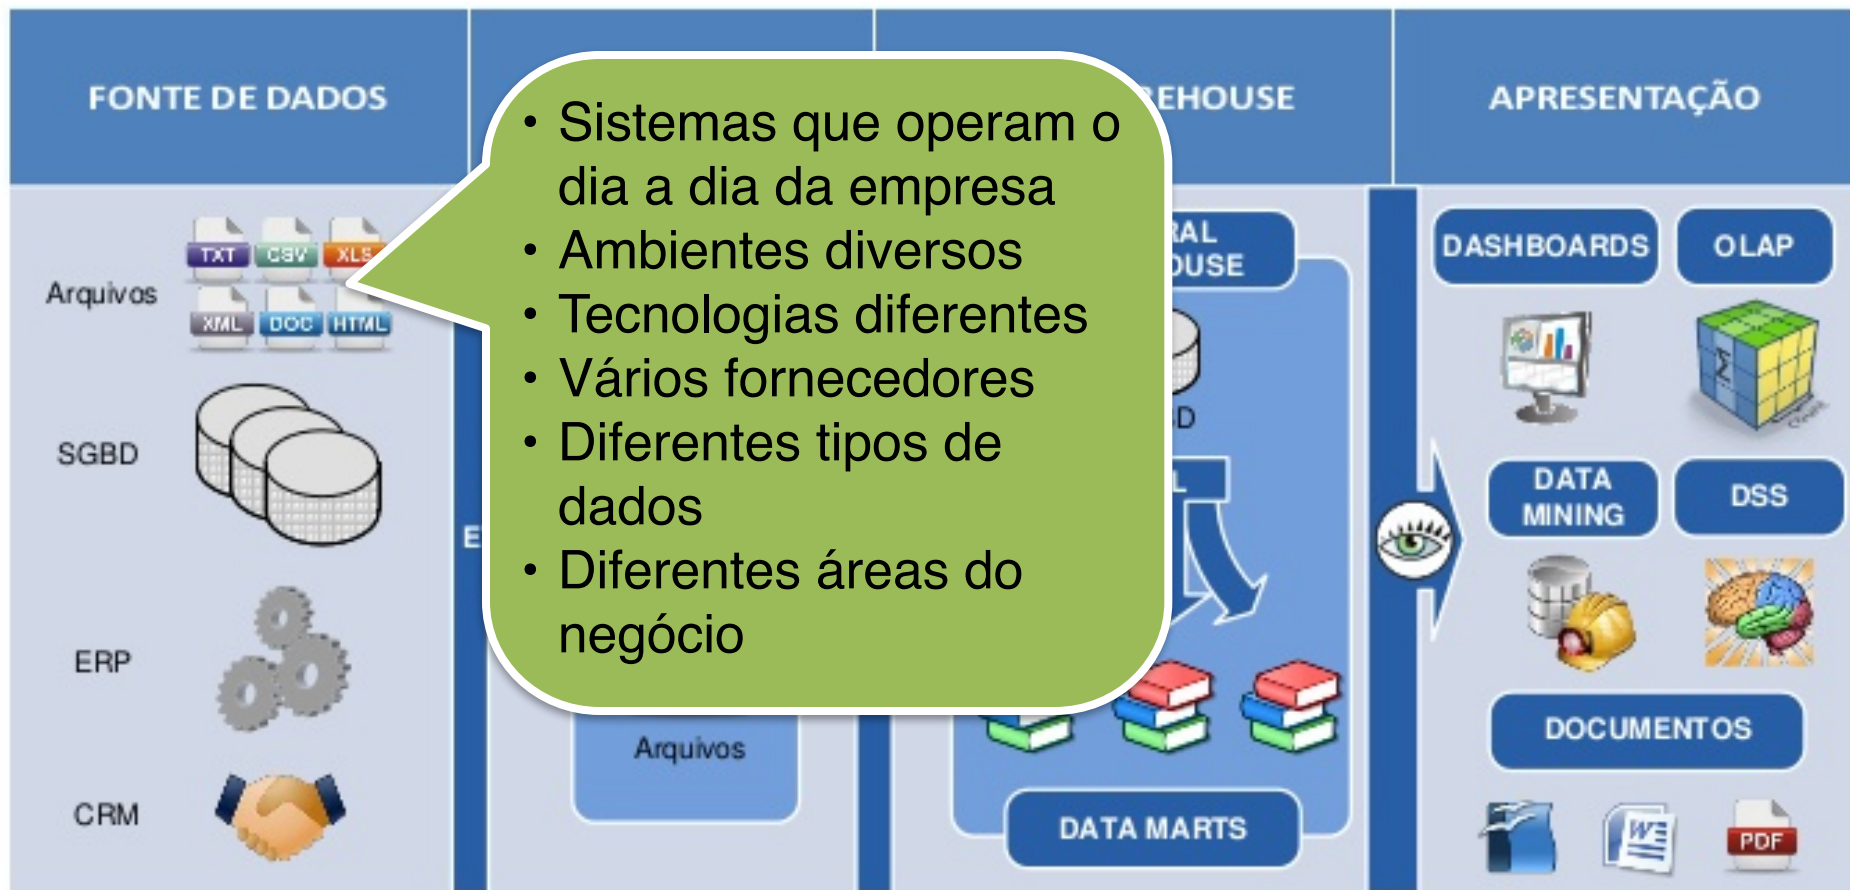 FONTE DE DADOS
EHOUSE
APRESENTAÇÃO
• Sistemas que operam o
dia a dia da empresa
• Ambientes diversos
• Tecnologias diferentes
• Vários fornecedores
• Diferentes tipos de
dados
• Diferentes áreas do
negócio
Arquivos
TXT CSV XLS
XML DOC HTML
SGBD
ERP
CRM
E
Arquivos
RAL
OUSE
D
L
DATA MARTS
DASHBOARDS
OLAP
Σ
DATA
MINING
DSS
DOCUMENTOS
W
PDF